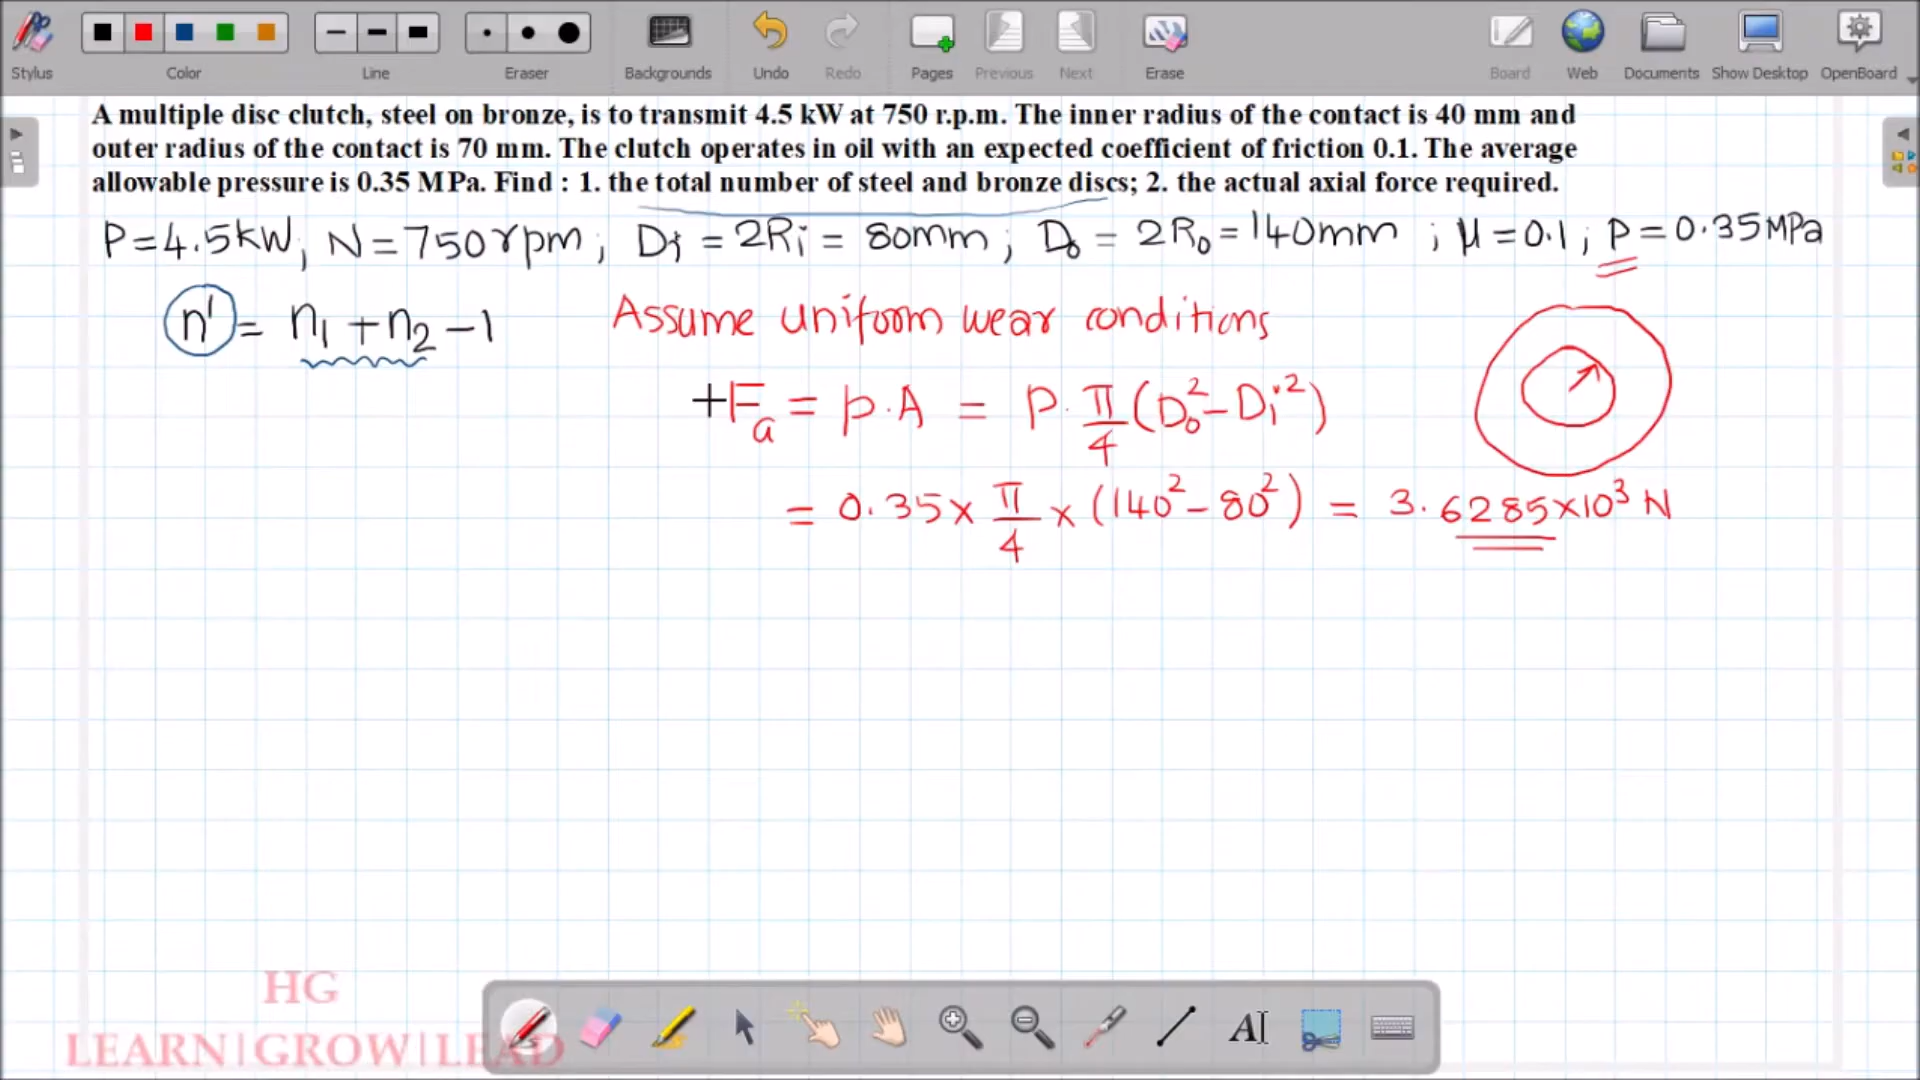 Stylus Color Line Eraser Backgrounds Undo Redo Pages Previous Next Erase Board Web Documents Show Desktop OpenBoard
A multiple disc clutch, steel on bronze, is to transmit 4.5 kW at 750 r.p.m. The inner radius of the contact is 40 mm and
outer radius of the contact is 70 mm. The clutch operates in oil with an expected coefficient of friction 0.1. The average
allowable pressure is 0.35 MPa. Find : 1. the total number of steel and bronze discs; 2. the actual axial force required.
P=4.5kW; N=750rpm; Di = 2Ri = 80mm; Do = 2Ro = 140mm ; μ=0.1; P=0.35MPa
n' = n1 + n2 - 1
Assume uniform wear conditions
Fa = p.A = P. π/4 (Do² - Di²)
= 0.35 x π/4 x (140² - 80²) = 3.6285x10³ N
HG
LEARN|GROW|LEAD
AI